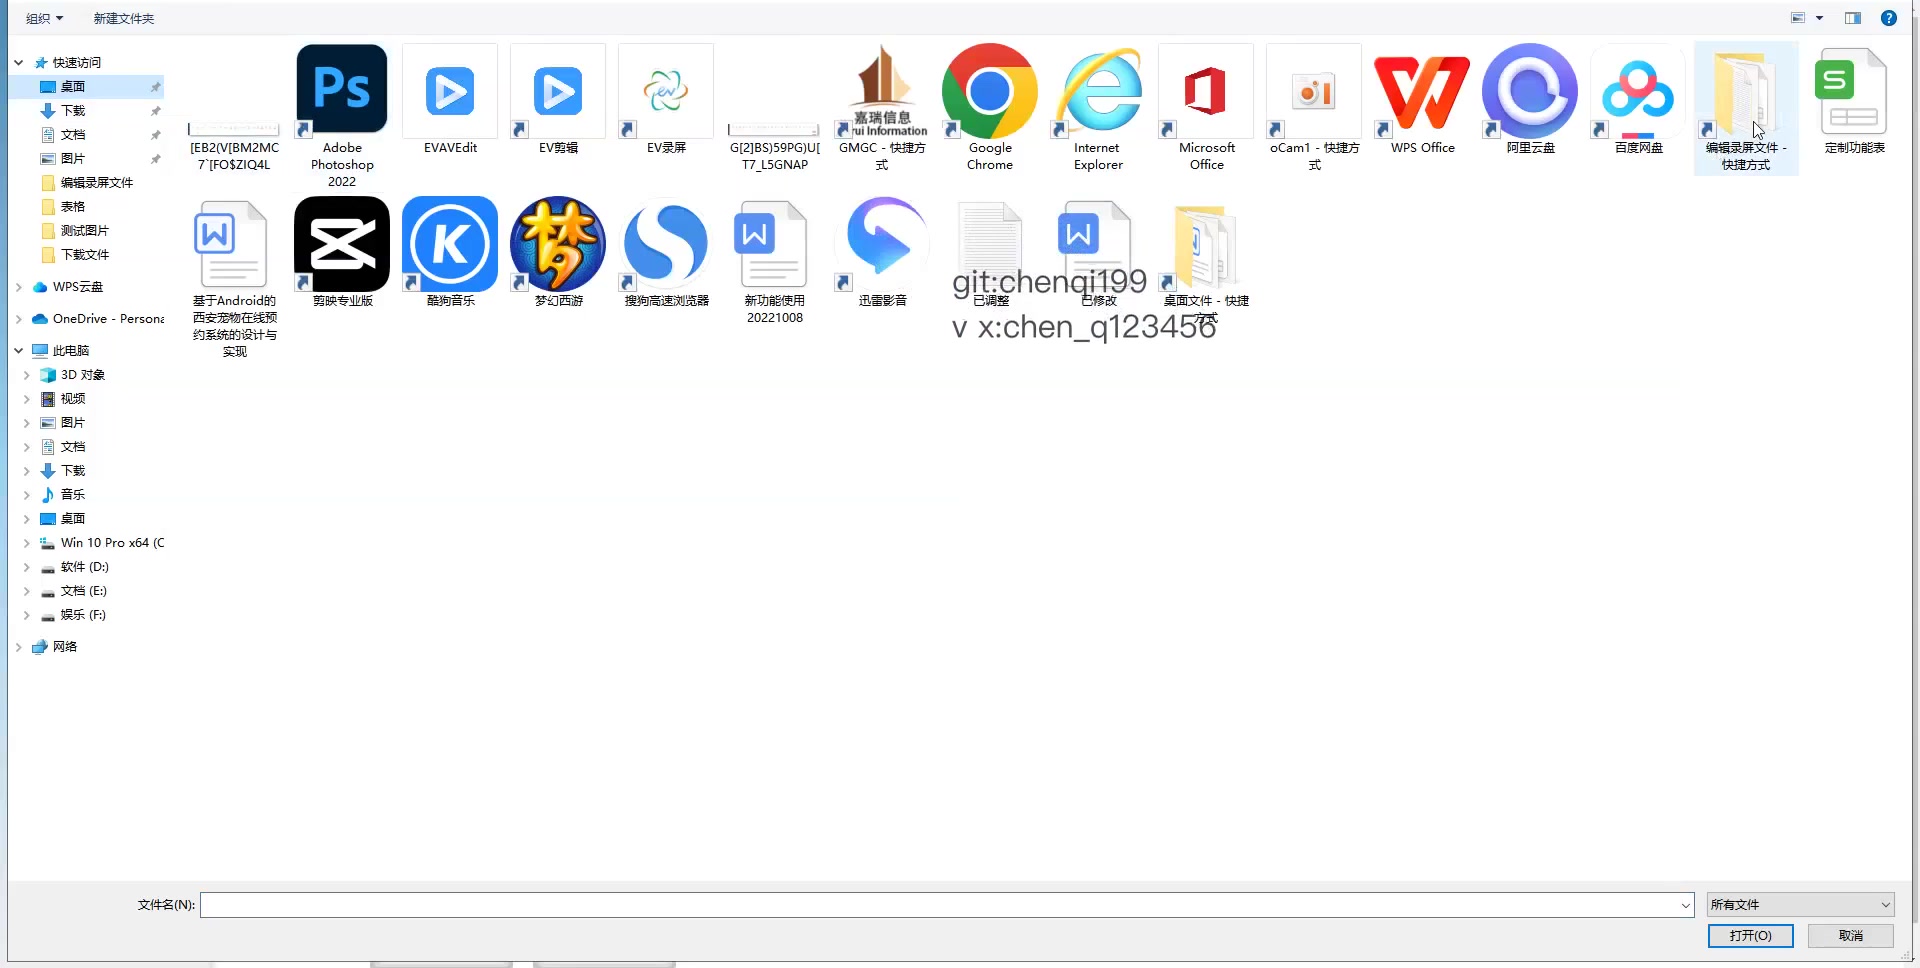 组织
新建文件夹
快速访问
桌面
下载
文档
图片
编辑录屏文件
表格
测试图片
下载文件
WPS云盘
OneDrive - Persona
此电脑
3D 对象
视频
图片
文档
下载
音乐
桌面
Win 10 Pro x64 (C
软件 (D:)
文档 (E:)
娱乐 (F:)
网络
[EB2(V[BM2MC
7`[FO$ZIQ4L
Ps
Adobe
Photoshop
2022
EVAVEdit
EV剪辑
ev
EV录屏
G[2]BS)59PG)U[
T7_L5GNAP
嘉瑞信息
rui Information
GMGC - 快捷方
式
Google
Chrome
Internet
Explorer
Microsoft
Office
oCam1 - 快捷方
式
WPS Office
阿里云盘
百度网盘
编辑录屏文件 -
快捷方式
S
定制功能表
W
基于Android的
西安宠物在线预
约系统的设计与
实现
剪映专业版
K
酷狗音乐
梦
梦幻西游
S
搜狗高速浏览器
W
新功能使用
20221008
迅雷影音
已调整
W
已修改
桌面文件 - 快捷
方式
git:chenqi199
v x:chen_q123456
文件名(N):
所有文件
打开(O)
取消